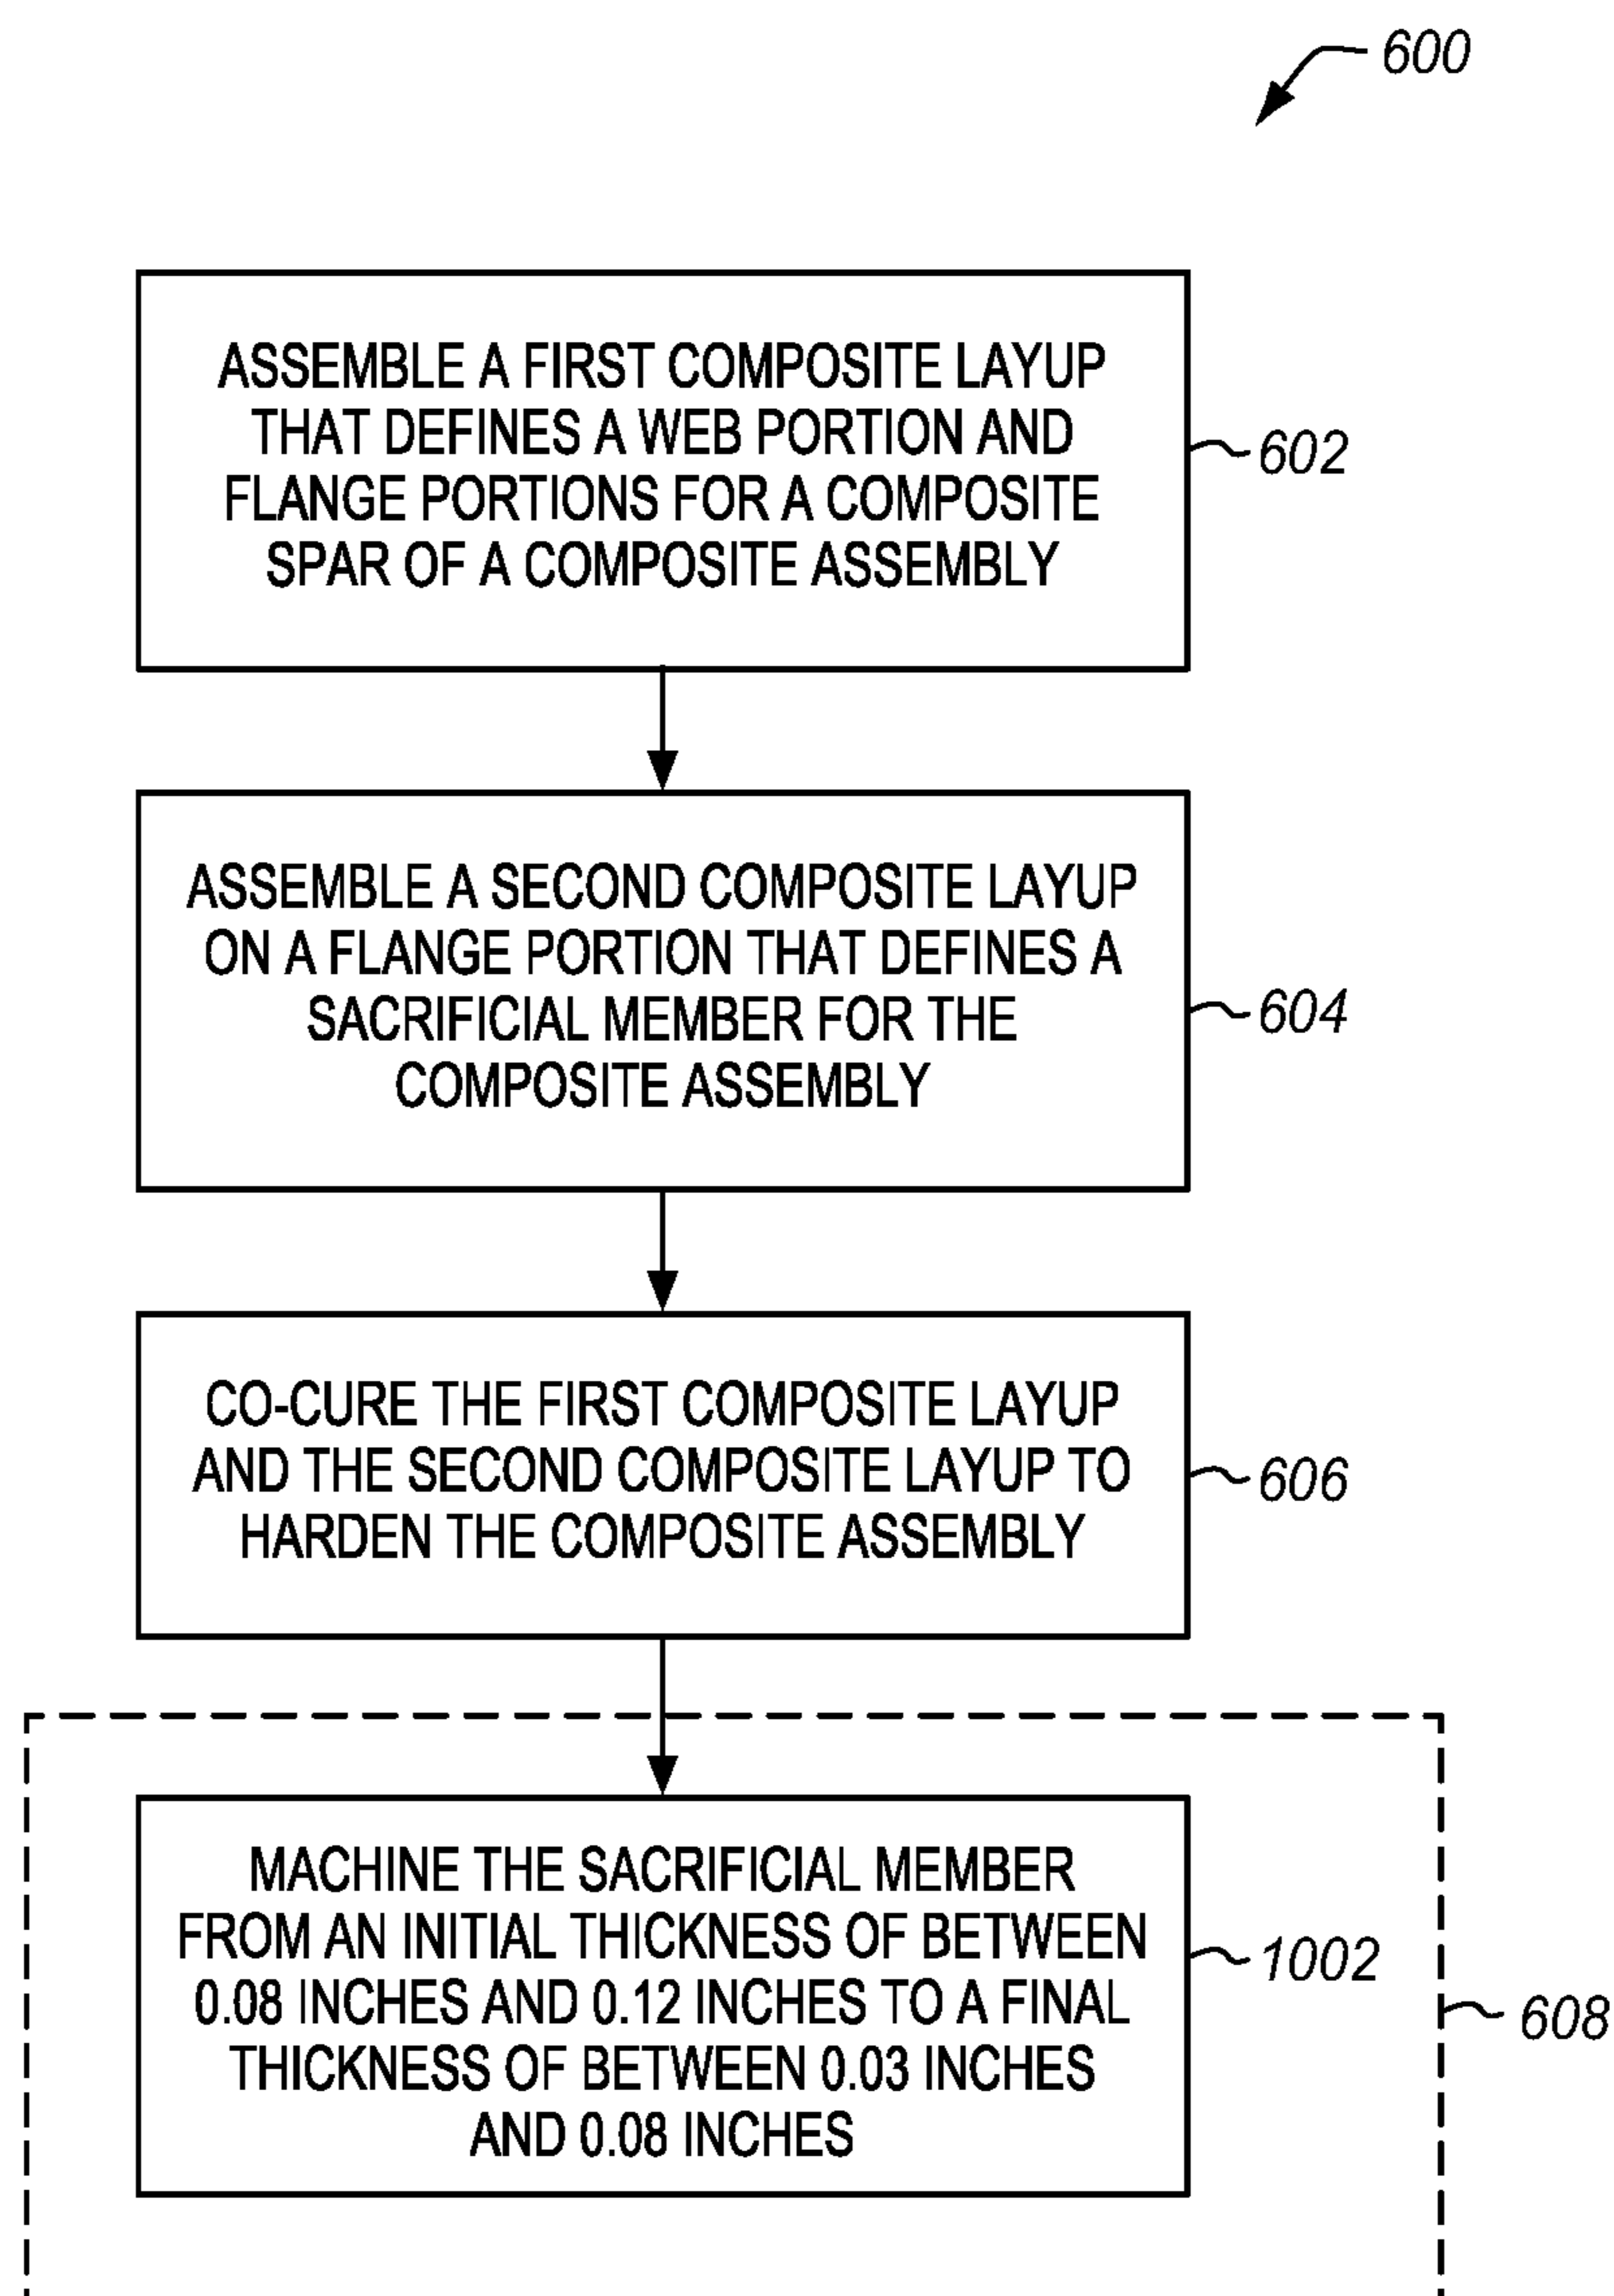 600
ASSEMBLE A FIRST COMPOSITE LAYUP
THAT DEFINES A WEB PORTION AND
FLANGE PORTIONS FOR A COMPOSITE
SPAR OF A COMPOSITE ASSEMBLY
602
ASSEMBLE A SECOND COMPOSITE LAYUP
ON A FLANGE PORTION THAT DEFINES A
SACRIFICIAL MEMBER FOR THE
COMPOSITE ASSEMBLY
604
CO-CURE THE FIRST COMPOSITE LAYUP
AND THE SECOND COMPOSITE LAYUP TO
HARDEN THE COMPOSITE ASSEMBLY
606
MACHINE THE SACRIFICIAL MEMBER
FROM AN INITIAL THICKNESS OF BETWEEN
0.08 INCHES AND 0.12 INCHES TO A FINAL
THICKNESS OF BETWEEN 0.03 INCHES
AND 0.08 INCHES
1002
608